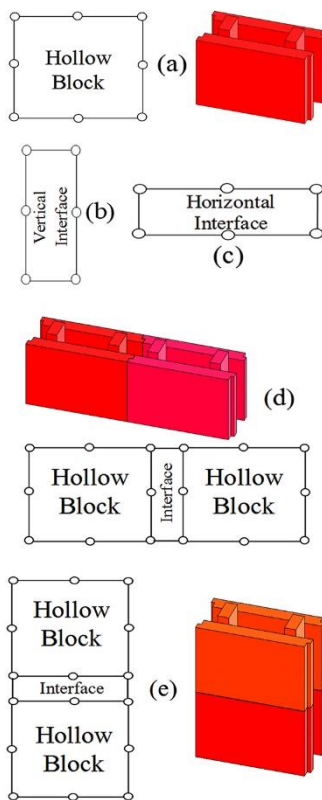 Hollow
Block
(a)
Vertical
Interface
(b)
Horizontal
Interface
(c)
(d)
Hollow
Block
Interface
Hollow
Block
Hollow
Block
Interface
(e)
Hollow
Block